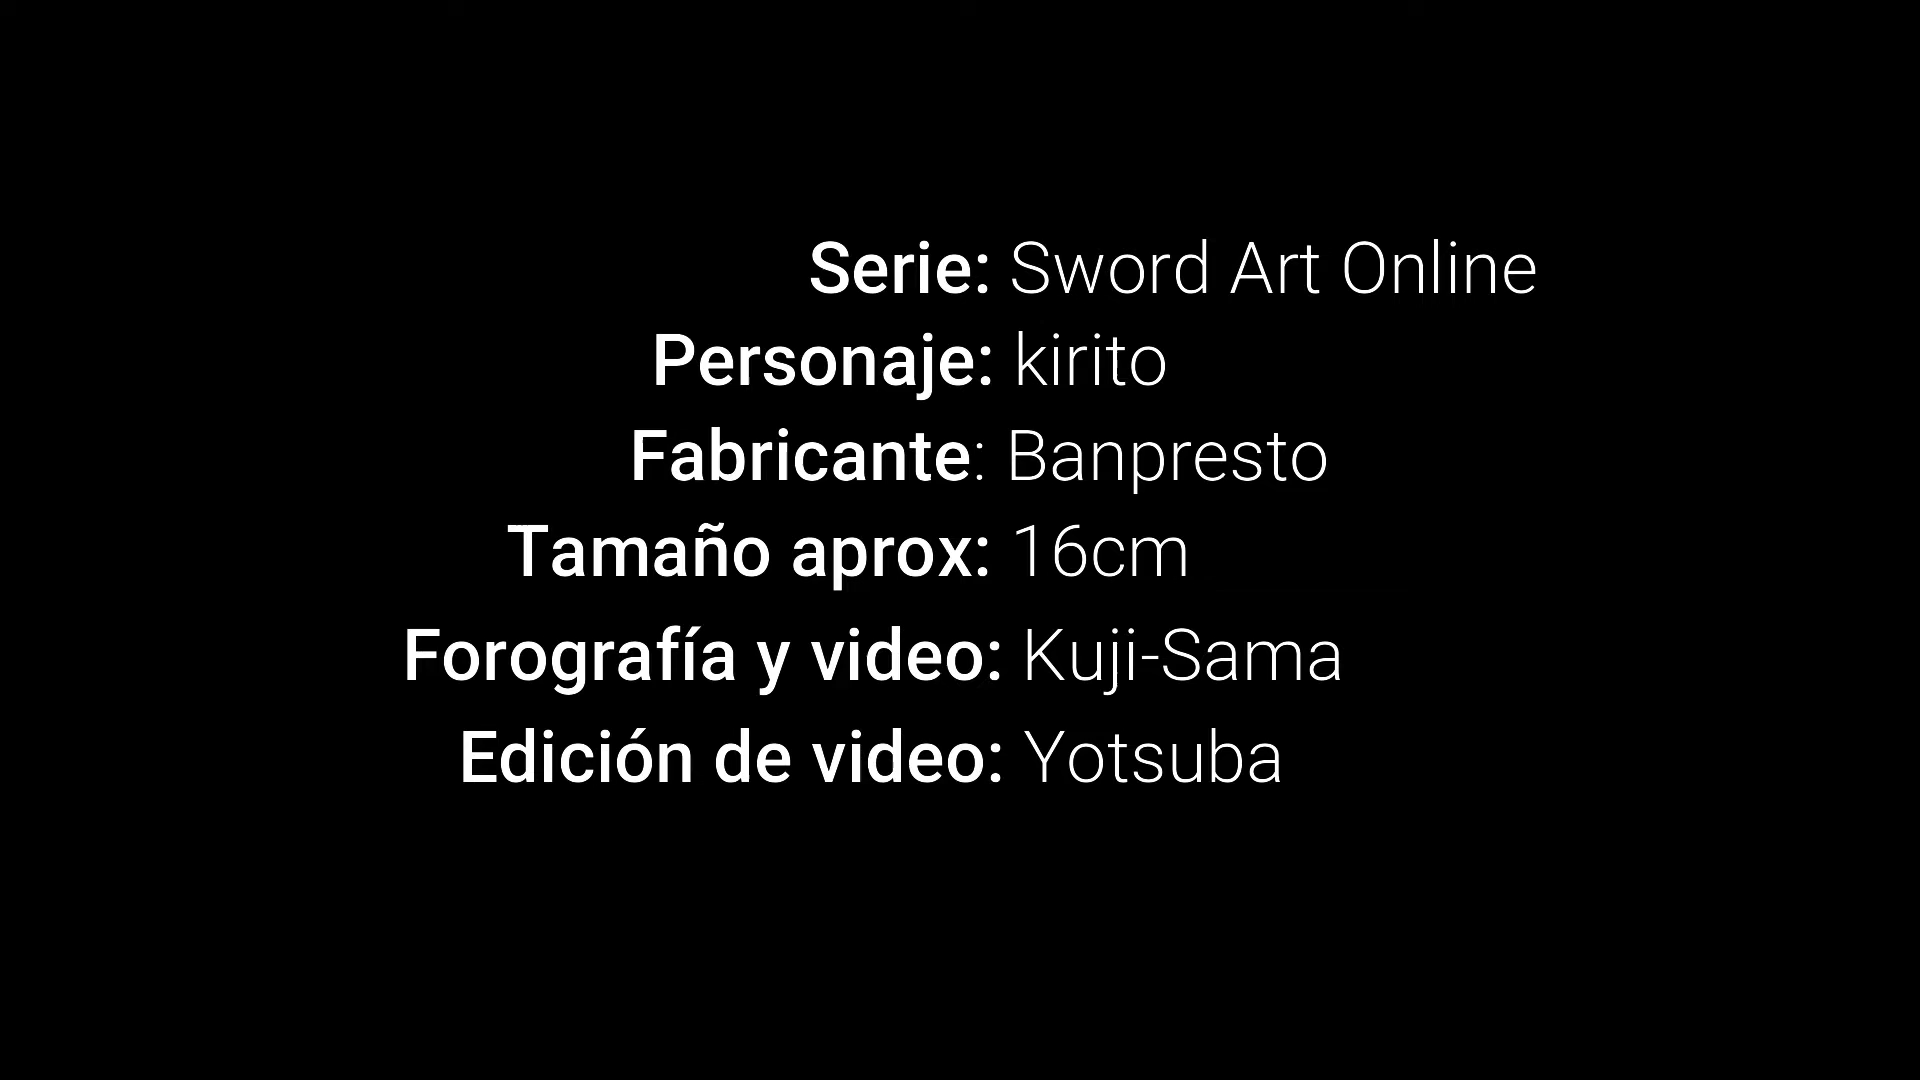 Serie: Sword Art Online
Personaje: kirito
Fabricante: Banpresto
Tamaño aprox: 16cm
Forografía y video: Kuji-Sama
Edición de video: Yotsuba